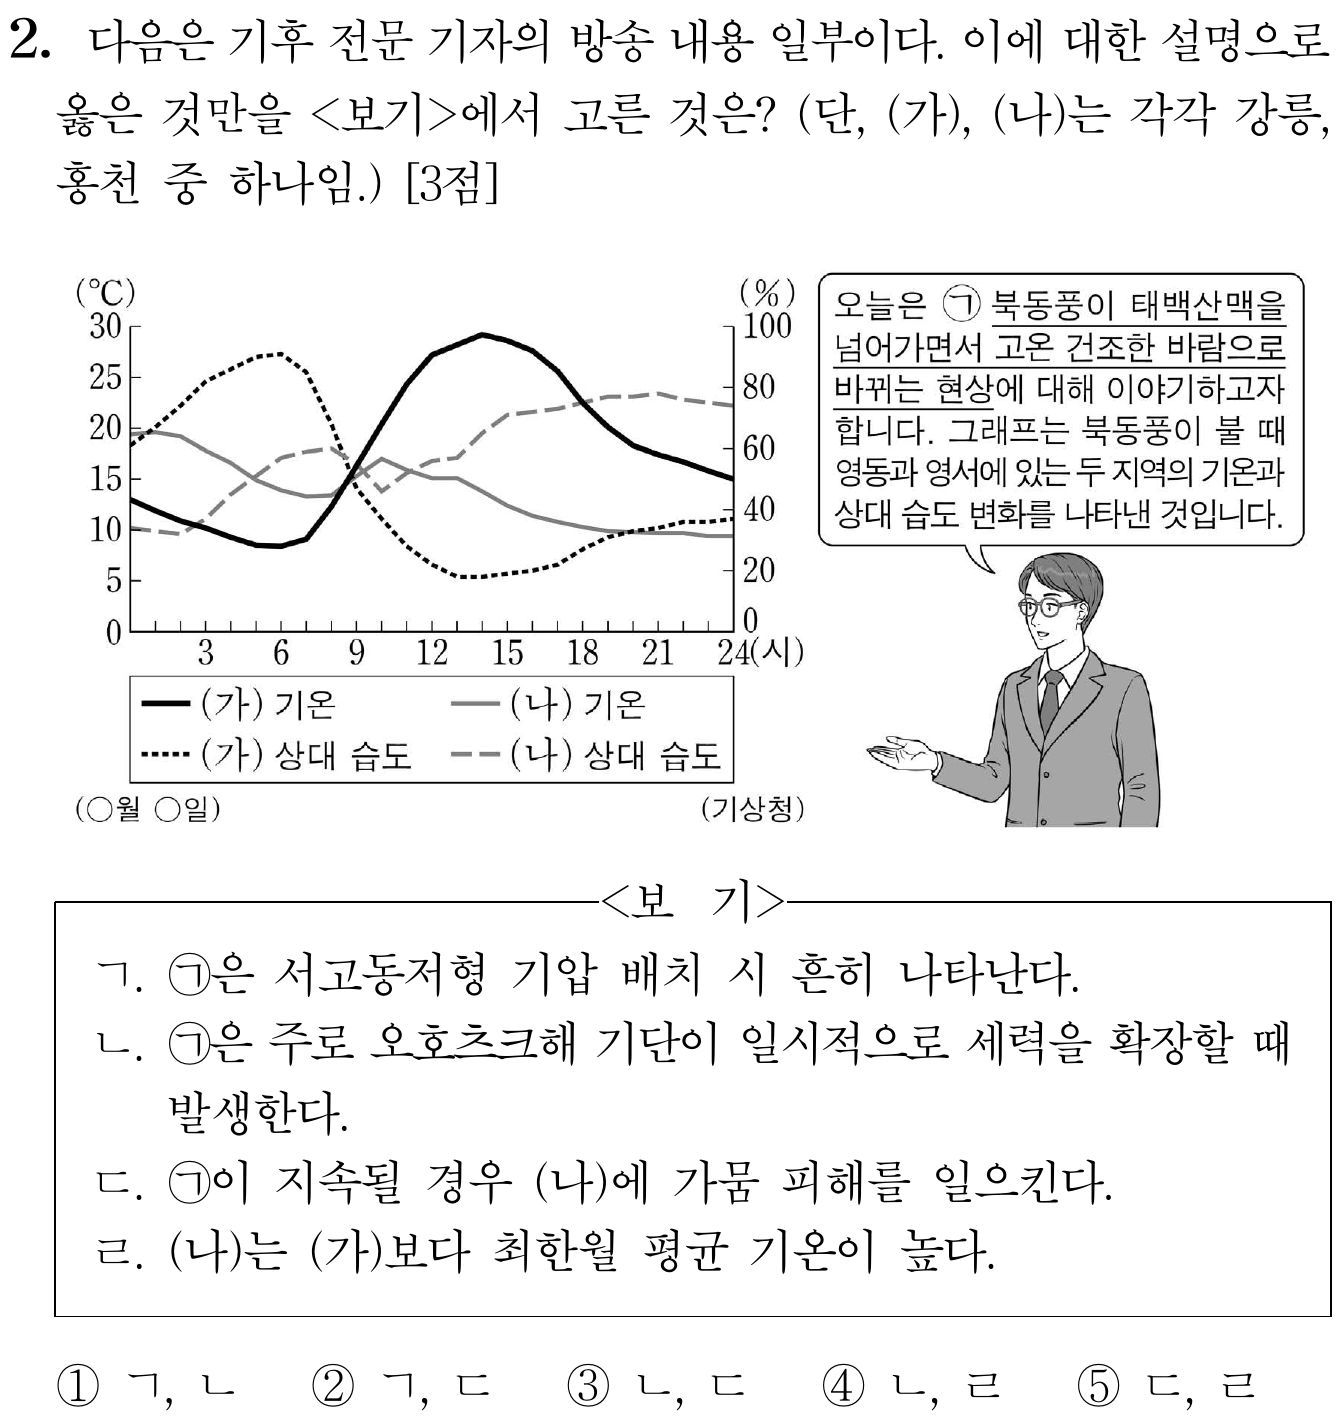 2. 다음은 기후 전문 기자의 방송 내용 일부이다. 이에 대한 설명으로
옳은 것만을 <보기>에서 고른 것은? (단, (가), (나)는 각각 강릉,
홍천 중 하나임.) [3점]
(℃)
(%)
30
25
20
15
10
5
0
100
80
60
40
20
0
3 6 9 12 15 18 21 24(시)
(가) 기온 (나) 기온
(가) 상대 습도 (나) 상대 습도
(○월 ○일) (기상청)
오늘은 ㉠ 북동풍이 태백산맥을
넘어가면서 고온 건조한 바람으로
바뀌는 현상에 대해 이야기하고자
합니다. 그래프는 북동풍이 불 때
영동과 영서에 있는 두 지역의 기온과
상대 습도 변화를 나타낸 것입니다.
<보 기>
ㄱ. ㉠은 서고동저형 기압 배치 시 흔히 나타난다.
ㄴ. ㉠은 주로 오호츠크해 기단이 일시적으로 세력을 확장할 때
발생한다.
ㄷ. ㉠이 지속될 경우 (나)에 가뭄 피해를 일으킨다.
ㄹ. (나)는 (가)보다 최한월 평균 기온이 높다.
① ㄱ, ㄴ ② ㄱ, ㄷ ③ ㄴ, ㄷ ④ ㄴ, ㄹ ⑤ ㄷ, ㄹ